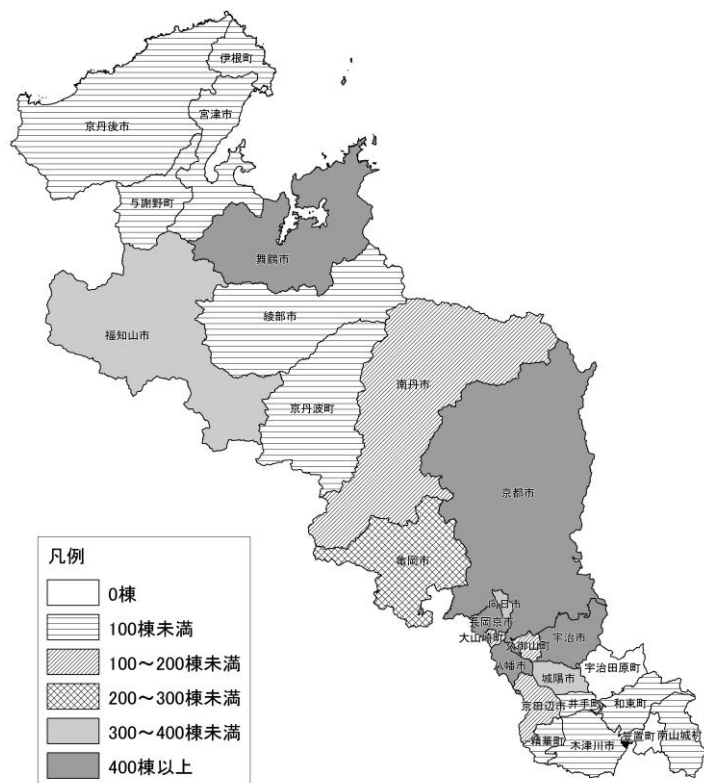 伊根町
宮津市
京丹後市
与謝野町
舞鶴市
綾部市
福知山市
南丹市
京丹波町
京都市
亀岡市
向日市
長岡京市
大山崎町
久御山町
宇治市
八幡市
宇治田原町
城陽市
京田辺市
井手町
和束町
精華町
木津川市
笠置町
南山城村
凡例
0棟
100棟未満
100～200棟未満
200～300棟未満
300～400棟未満
400棟以上